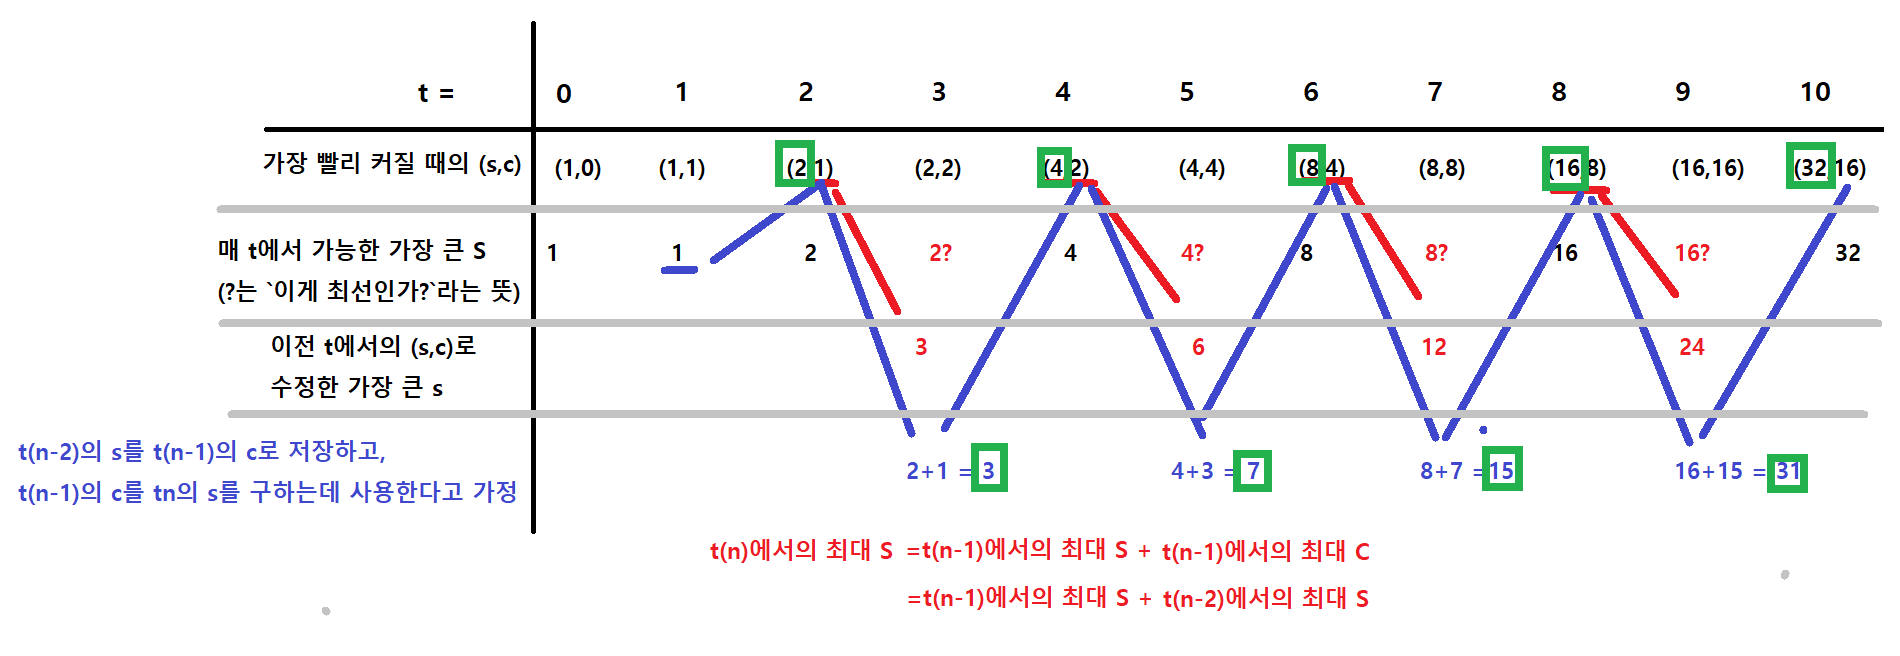 t = 0 1 2 3 4 5 6 7 8 9 10
가장 빨리 커질 때의 (s,c) (1,0) (1,1) (2,1) (2,2) (4,2) (4,4) (8,4) (8,8) (16,8) (16,16) (32,16)
매 t에서 가능한 가장 큰 S 1 1 2 2? 4 4? 8 8? 16 16? 32
(?는 `이게 최선인가?`라는 뜻)
이전 t에서의 (s,c)로
3 6 12 24
수정한 가장 큰 s
t(n-2)의 s를 t(n-1)의 c로 저장하고,
2+1 = 3 4+3 = 7 8+7 = 15 16+15 = 31
t(n-1)의 c를 tn의 s를 구하는데 사용한다고 가정
t(n)에서의 최대 S =t(n-1)에서의 최대 S + t(n-1)에서의 최대 C
=t(n-1)에서의 최대 S + t(n-2)에서의 최대 S